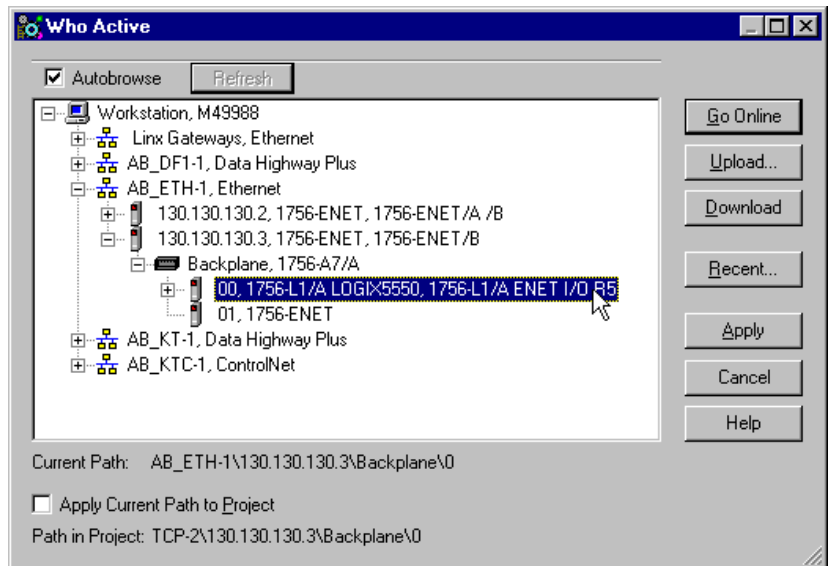 Who Active
Autobrowse
Refresh
Workstation, M49988
Linx Gateways, Ethernet
AB_DF1-1, Data Highway Plus
AB_ETH-1, Ethernet
130.130.130.2, 1756-ENET, 1756-ENET/A /B
130.130.130.3, 1756-ENET, 1756-ENET/B
Backplane, 1756-A7/A
00, 1756-L1/A LOGIX5550, 1756-L1/A ENET I/O R5
01, 1756-ENET
AB_KT-1, Data Highway Plus
AB_KTC-1, ControlNet
Go Online
Upload...
Download
Recent...
Apply
Cancel
Help
Current Path: AB_ETH-1\130.130.130.3\Backplane\0
Apply Current Path to Project
Path in Project: TCP-2\130.130.130.3\Backplane\0